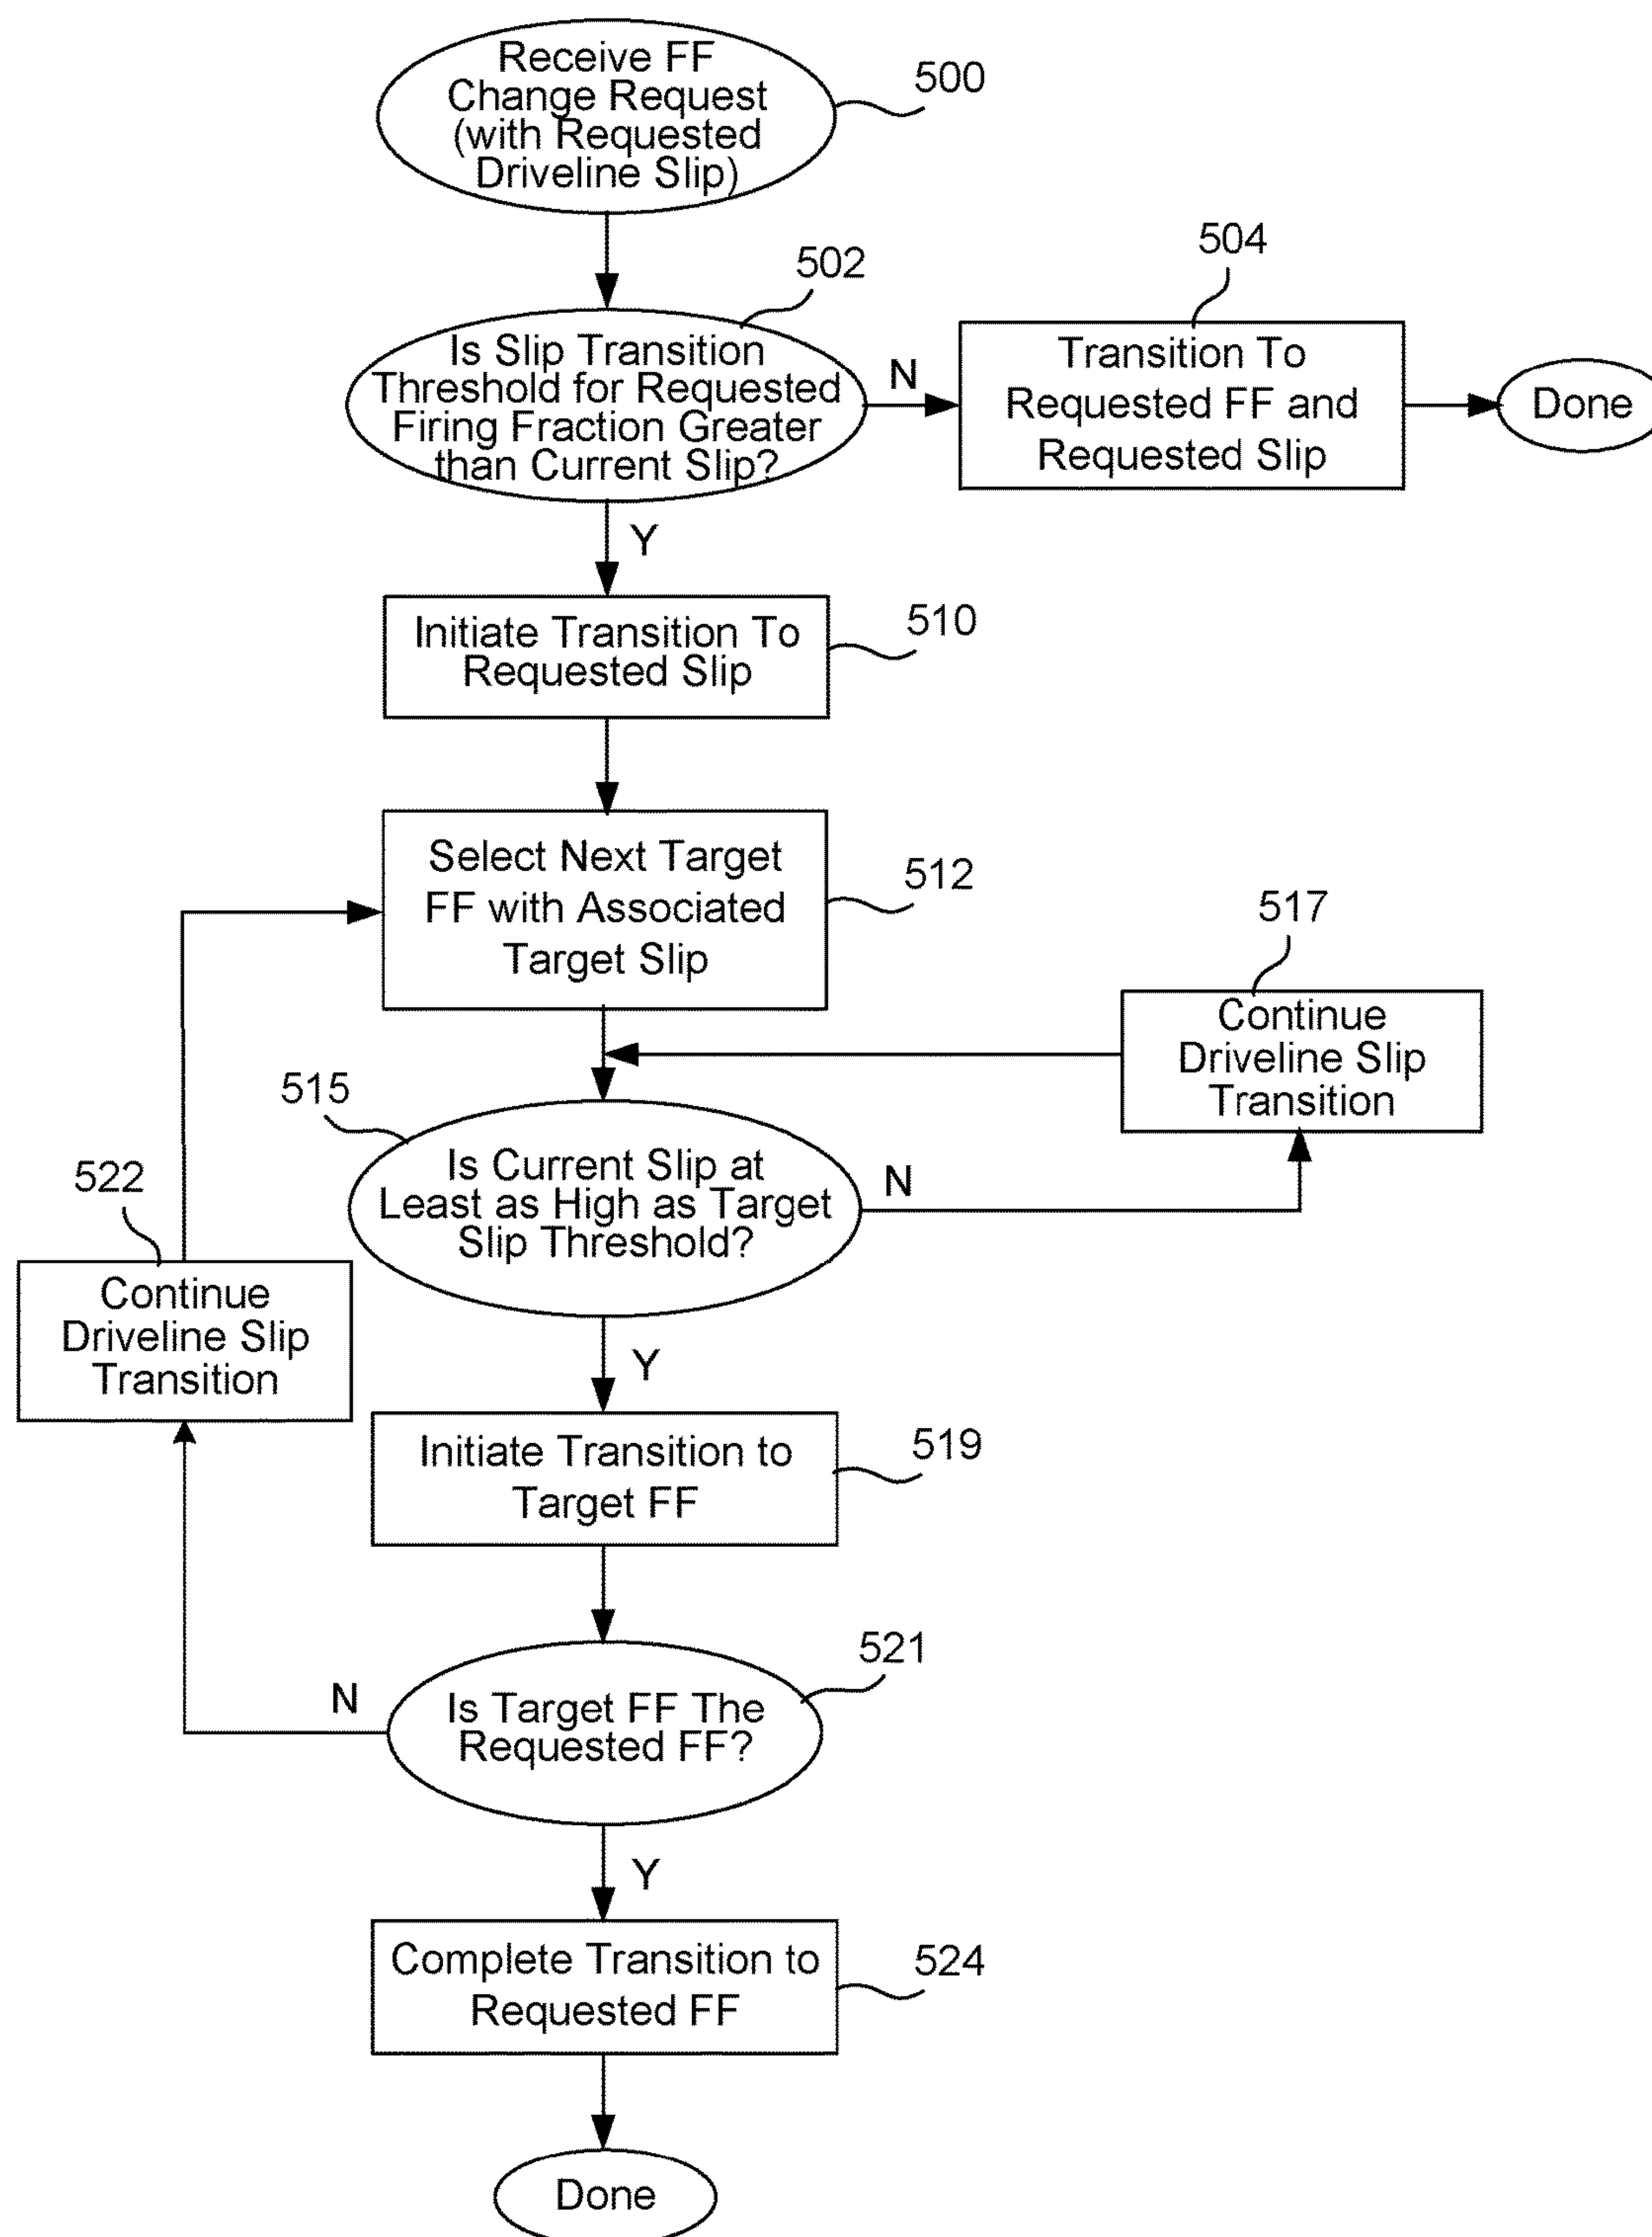 Receive FF
Change Request
(with Requested
Driveline Slip)
500
502
504
Is Slip Transition
Threshold for Requested
Firing Fraction Greater
than Current Slip?
N
Transition To
Requested FF and
Requested Slip
Done
Y
Initiate Transition To
Requested Slip
510
Select Next Target
FF with Associated
Target Slip
512
517
Continue
Driveline Slip
Transition
515
Is Current Slip at
Least as High as Target
Slip Threshold?
N
522
Continue
Driveline Slip
Transition
Y
Initiate Transition to
Target FF
519
521
Is Target FF The
Requested FF?
N
Y
Complete Transition to
Requested FF
524
Done